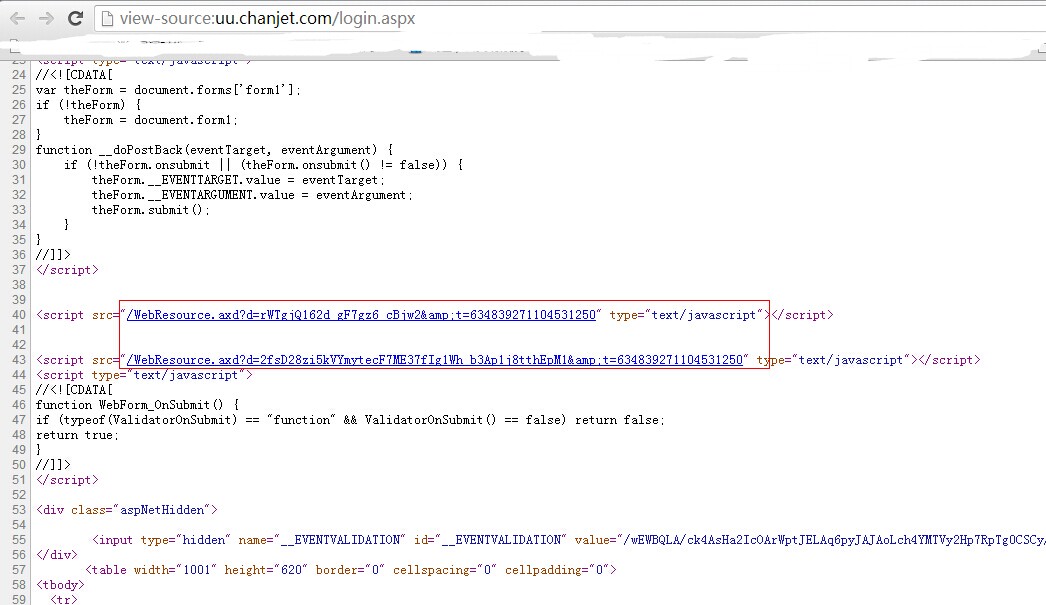 view-source:uu.chanjet.com/login.aspx
23 <script type="text/javascript">
24 //<![CDATA[
25 var theForm = document.forms['form1'];
26 if (!theForm) {
27     theForm = document.form1;
28 }
29 function __doPostBack(eventTarget, eventArgument) {
30     if (!theForm.onsubmit || (theForm.onsubmit() != false)) {
31         theForm.__EVENTTARGET.value = eventTarget;
32         theForm.__EVENTARGUMENT.value = eventArgument;
33         theForm.submit();
34     }
35 }
36 //]]>
37 </script>
38
39
40 <script src="/WebResource.axd?d=rWTgjQ162d_gF7gz6_cBjw2&amp;t=634839271104531250" type="text/javascript"></script>
41
42
43 <script src="/WebResource.axd?d=2fsD28zi5kVYmytecF7ME37fIg1Wh_b3Ap1j8tthEpM1&amp;t=634839271104531250" type="text/javascript"></script>
44 <script type="text/javascript">
45 //<![CDATA[
46 function WebForm_OnSubmit() {
47 if (typeof(ValidatorOnSubmit) == "function" && ValidatorOnSubmit() == false) return false;
48 return true;
49 }
50 //]]>
51 </script>
52
53 <div class="aspNetHidden">
54
55         <input type="hidden" name="__EVENTVALIDATION" id="__EVENTVALIDATION" value="/wEWBQLA/ck4AsHa2IcOArWptJELAq6pyJAJAoLch4YMTVy2Hp7RpTg0CSCy/
56 </div>
57        <table width="1001" height="620" border="0" cellspacing="0" cellpadding="0">
58 <tbody>
59   <tr>